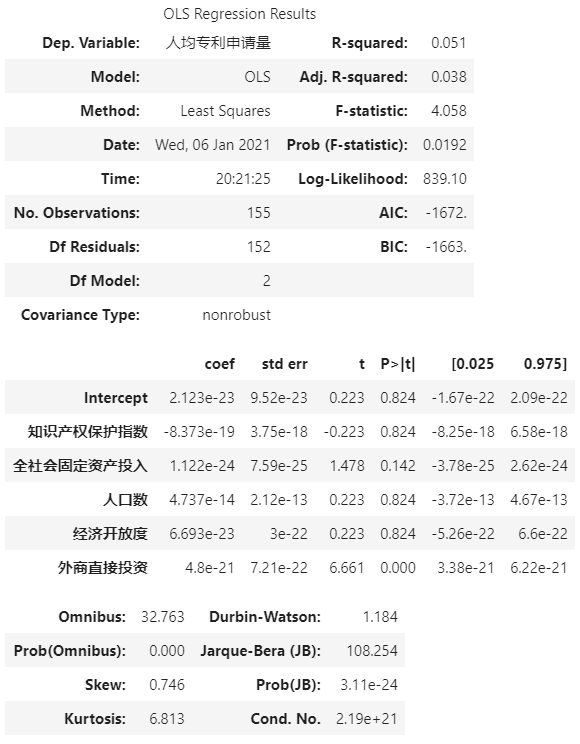 OLS Regression Results
Dep. Variable: 人均专利申请量 R-squared: 0.051
Model: OLS Adj. R-squared: 0.038
Method: Least Squares F-statistic: 4.058
Date: Wed, 06 Jan 2021 Prob (F-statistic): 0.0192
Time: 20:21:25 Log-Likelihood: 839.10
No. Observations: 155 AIC: -1672.
Df Residuals: 152 BIC: -1663.
Df Model: 2
Covariance Type: nonrobust
coef std err t P>|t| [0.025 0.975]
Intercept 2.123e-23 9.52e-23 0.223 0.824 -1.67e-22 2.09e-22
知识产权保护指数 -8.373e-19 3.75e-18 -0.223 0.824 -8.25e-18 6.58e-18
全社会固定资产投入 1.122e-24 7.59e-25 1.478 0.142 -3.78e-25 2.62e-24
人口数 4.737e-14 2.12e-13 0.223 0.824 -3.72e-13 4.67e-13
经济开放度 6.693e-23 3e-22 0.223 0.824 -5.26e-22 6.6e-22
外商直接投资 4.8e-21 7.21e-22 6.661 0.000 3.38e-21 6.22e-21
Omnibus: 32.763 Durbin-Watson: 1.184
Prob(Omnibus): 0.000 Jarque-Bera (JB): 108.254
Skew: 0.746 Prob(JB): 3.11e-24
Kurtosis: 6.813 Cond. No. 2.19e+21